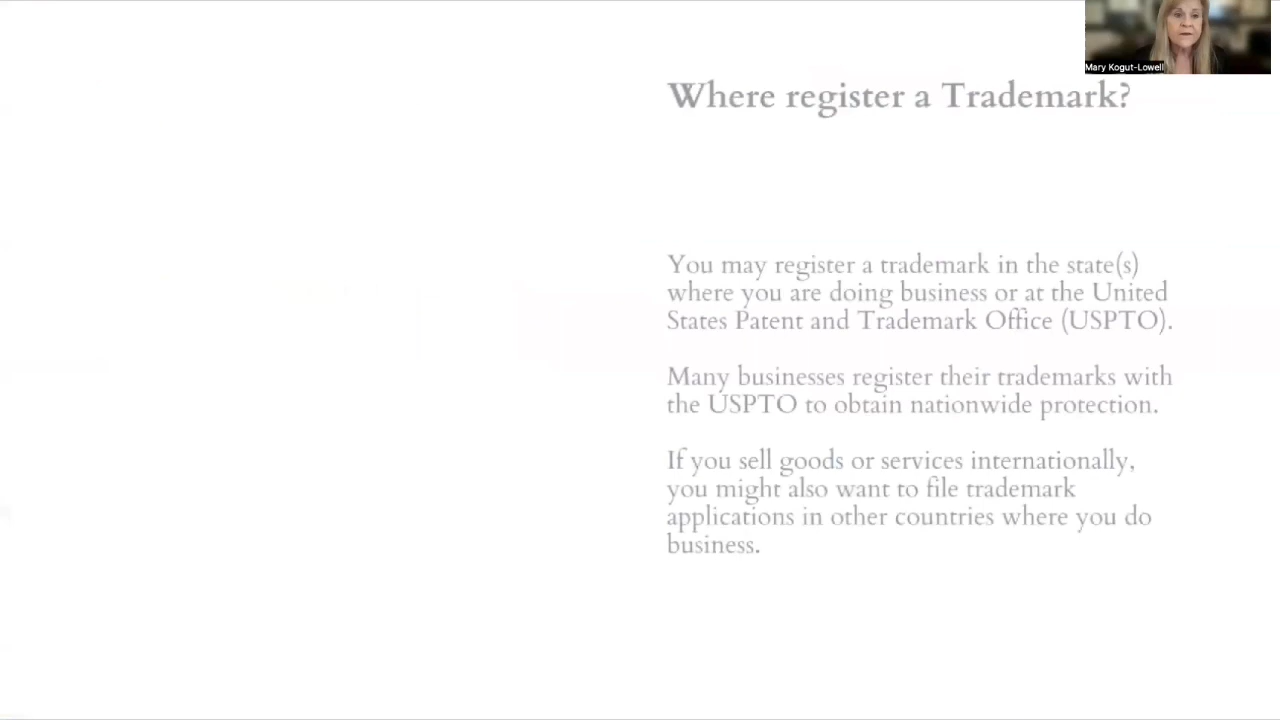 Mary Kogut-Lowell
Where register a Trademark?
You may register a trademark in the state(s)
where you are doing business or at the United
States Patent and Trademark Office (USPTO).
Many businesses register their trademarks with
the USPTO to obtain nationwide protection.
If you sell goods or services internationally,
you might also want to file trademark
applications in other countries where you do
business.